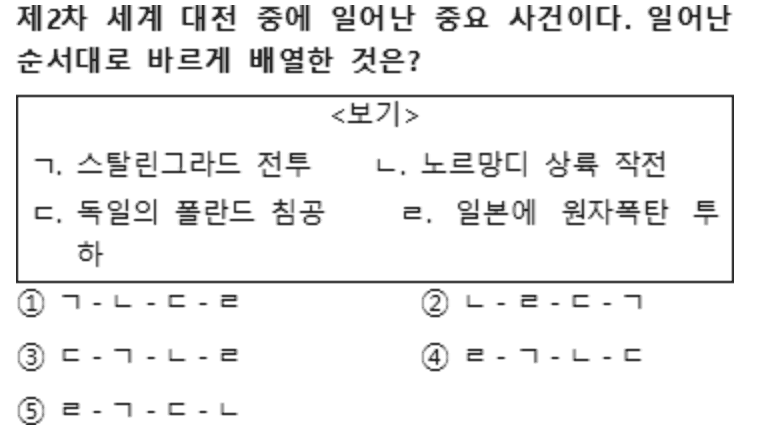 제2차 세계 대전 중에 일어난 중요 사건이다. 일어난
순서대로 바르게 배열한 것은?
<보기>
ㄱ. 스탈린그라드 전투 ㄴ. 노르망디 상륙 작전
ㄷ. 독일의 폴란드 침공 ㄹ. 일본에 원자폭탄 투
하
① ㄱ - ㄴ - ㄷ - ㄹ ② ㄴ - ㄹ - ㄷ - ㄱ
③ ㄷ - ㄱ - ㄴ - ㄹ ④ ㄹ - ㄱ - ㄴ - ㄷ
⑤ ㄹ - ㄱ - ㄷ - ㄴ